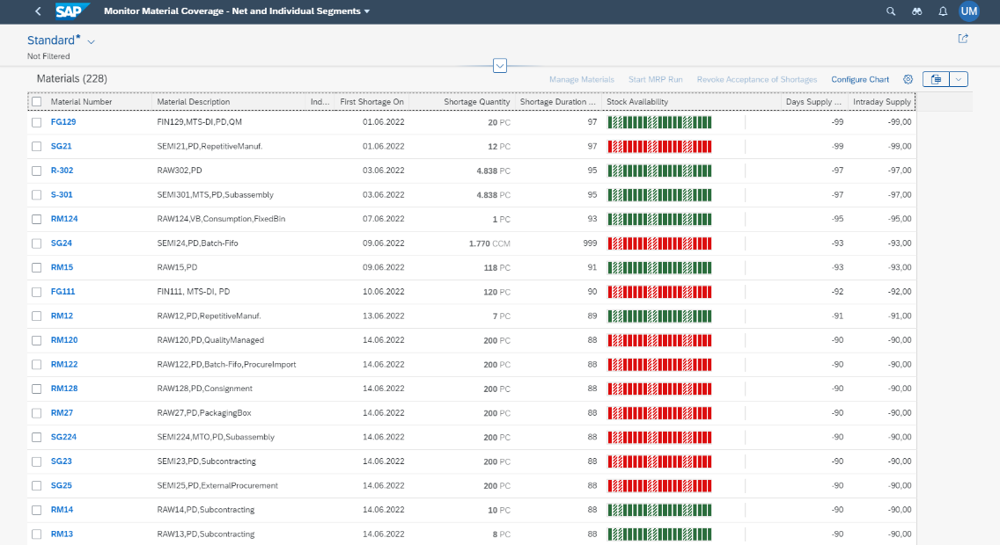 SAP Monitor Material Coverage - Net and Individual Segments UM
Standard*
Not Filtered
Materials (228) Manage Materials Start MRP Run Revoke Acceptance of Shortages Configure Chart
Material Number Material Description Ind... First Shortage On Shortage Quantity Shortage Duration ... Stock Availability Days Supply ... Intraday Supply
FG129 FIN129,MTS-DI,PD,QM 01.06.2022 20 PC 97 -99 -99,00
SG21 SEMI21,PD,RepetitiveManuf. 01.06.2022 12 PC 97 -99 -99,00
R-302 RAW302,PD 03.06.2022 4.838 PC 95 -97 -97,00
S-301 SEMI301,MTS,PD,Subassembly 03.06.2022 4.838 PC 95 -97 -97,00
RM124 RAW124,VB,Consumption,FixedBin 07.06.2022 1 PC 93 -95 -95,00
SG24 SEMI24,PD,Batch-Fifo 09.06.2022 1.770 CCM 999 -93 -93,00
RM15 RAW15,PD 09.06.2022 118 PC 91 -93 -93,00
FG111 FIN111, MTS-DI, PD 10.06.2022 120 PC 90 -92 -92,00
RM12 RAW12,PD,RepetitiveManuf. 13.06.2022 7 PC 89 -91 -91,00
RM120 RAW120,PD,QualityManaged 14.06.2022 200 PC 88 -90 -90,00
RM122 RAW122,PD,Batch-Fifo,ProcureImport 14.06.2022 200 PC 88 -90 -90,00
RM128 RAW128,PD,Consignment 14.06.2022 200 PC 88 -90 -90,00
RM27 RAW27,PD,PackagingBox 14.06.2022 200 PC 88 -90 -90,00
SG224 SEMI224,MTO,PD,Subassembly 14.06.2022 200 PC 88 -90 -90,00
SG23 SEMI23,PD,Subcontracting 14.06.2022 200 PC 88 -90 -90,00
SG25 SEMI25,PD,ExternalProcurement 14.06.2022 200 PC 88 -90 -90,00
RM14 RAW14,PD,Subcontracting 14.06.2022 10 PC 88 -90 -90,00
RM13 RAW13,PD,Subcontracting 14.06.2022 8 PC 88 -90 -90,00